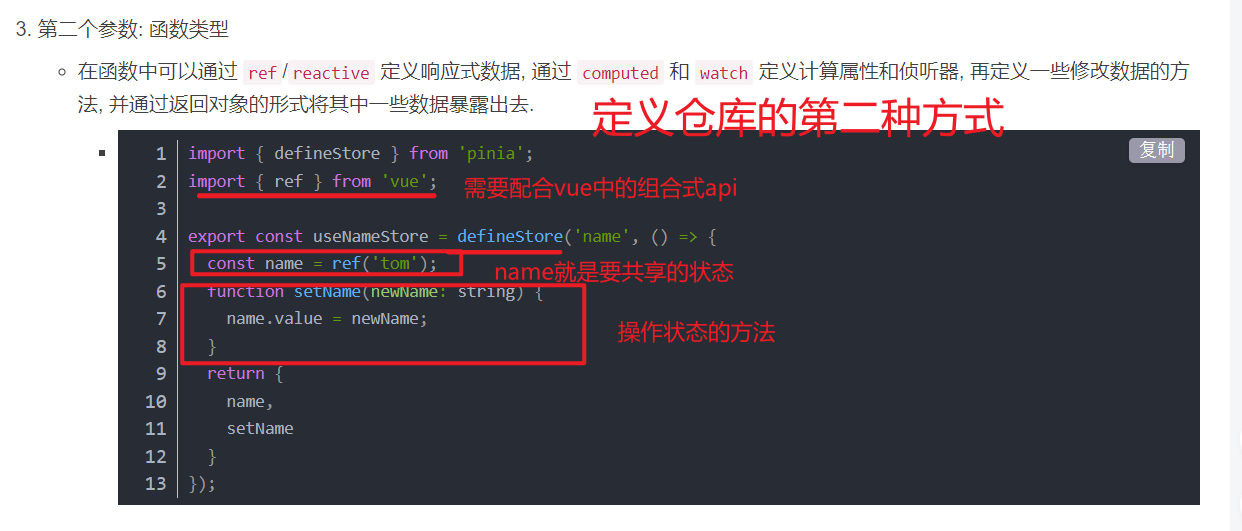 3. 第二个参数: 函数类型
在函数中可以通过 ref/reactive 定义响应式数据, 通过 computed 和 watch 定义计算属性和侦听器, 再定义一些修改数据的方
法, 并通过返回对象的形式将其中一些数据暴露出去.
定义仓库的第二种方式
复制
1 import { defineStore } from 'pinia';
2 import { ref } from 'vue'; 需要配合vue中的组合式api
3
4 export const useNameStore = defineStore('name', () => {
5 const name = ref('tom'); name就是要共享的状态
6 function setName(newName: string) {
7 name.value = newName; 操作状态的方法
8 }
9 return {
10 name,
11 setName
12 }
13 });